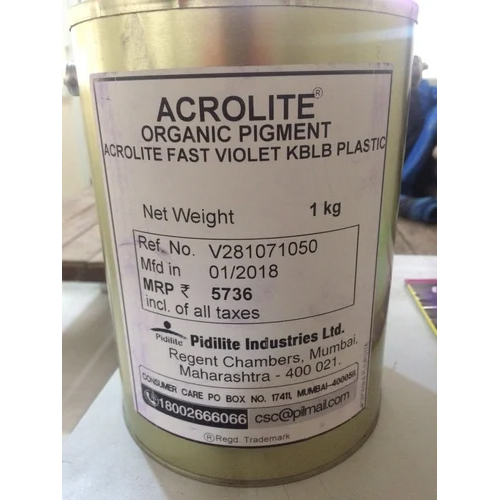 ACROLITE ®
ORGANIC PIGMENT
ACROLITE FAST VIOLET KBLB PLASTIC
Net Weight 1 kg
Ref. No. V281071050
Mfd in 01/2018
MRP ₹ 5736
incl. of all taxes
Pidilite Pidilite Industries Ltd.
Regent Chambers, Mumbai,
Maharashtra - 400 021.
CONSUMER CARE PO BOX NO. 17411, MUMBAI-400059,
18002666066 csc@pilmail.com
® Regd. Trademark